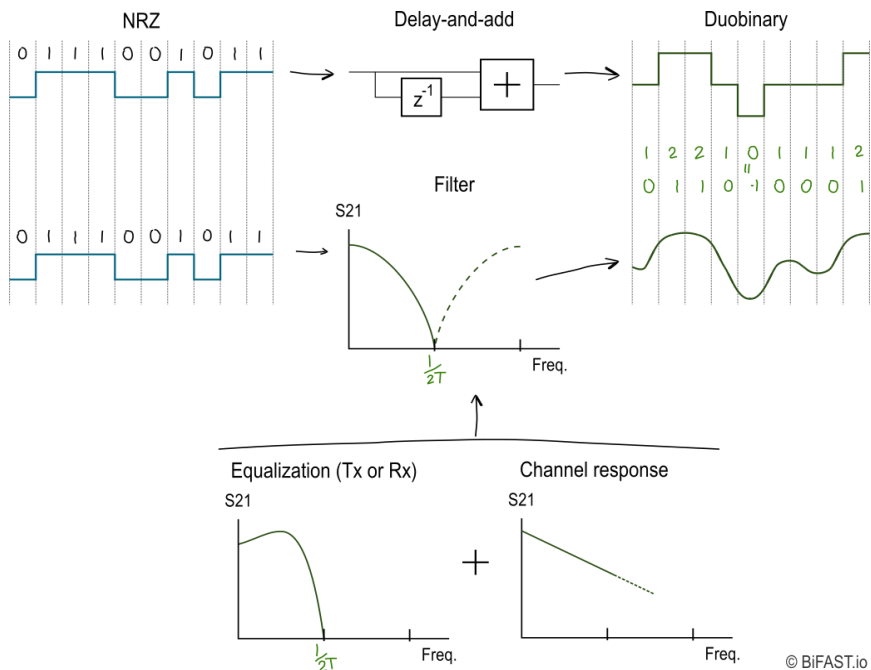 NRZ
Delay-and-add
Duobinary
0 1 1 1 0 0 1 0 1 1
z⁻¹
+
1 2 2 1 0 1 1 1 2
"
0 1 1 0 -1 0 0 0 1
Filter
S21
0 1 1 1 0 0 1 0 1 1
1/2T
Freq.
Equalization (Tx or Rx)
Channel response
S21
S21
+
1/2T
Freq.
Freq.
© BiFAST.io